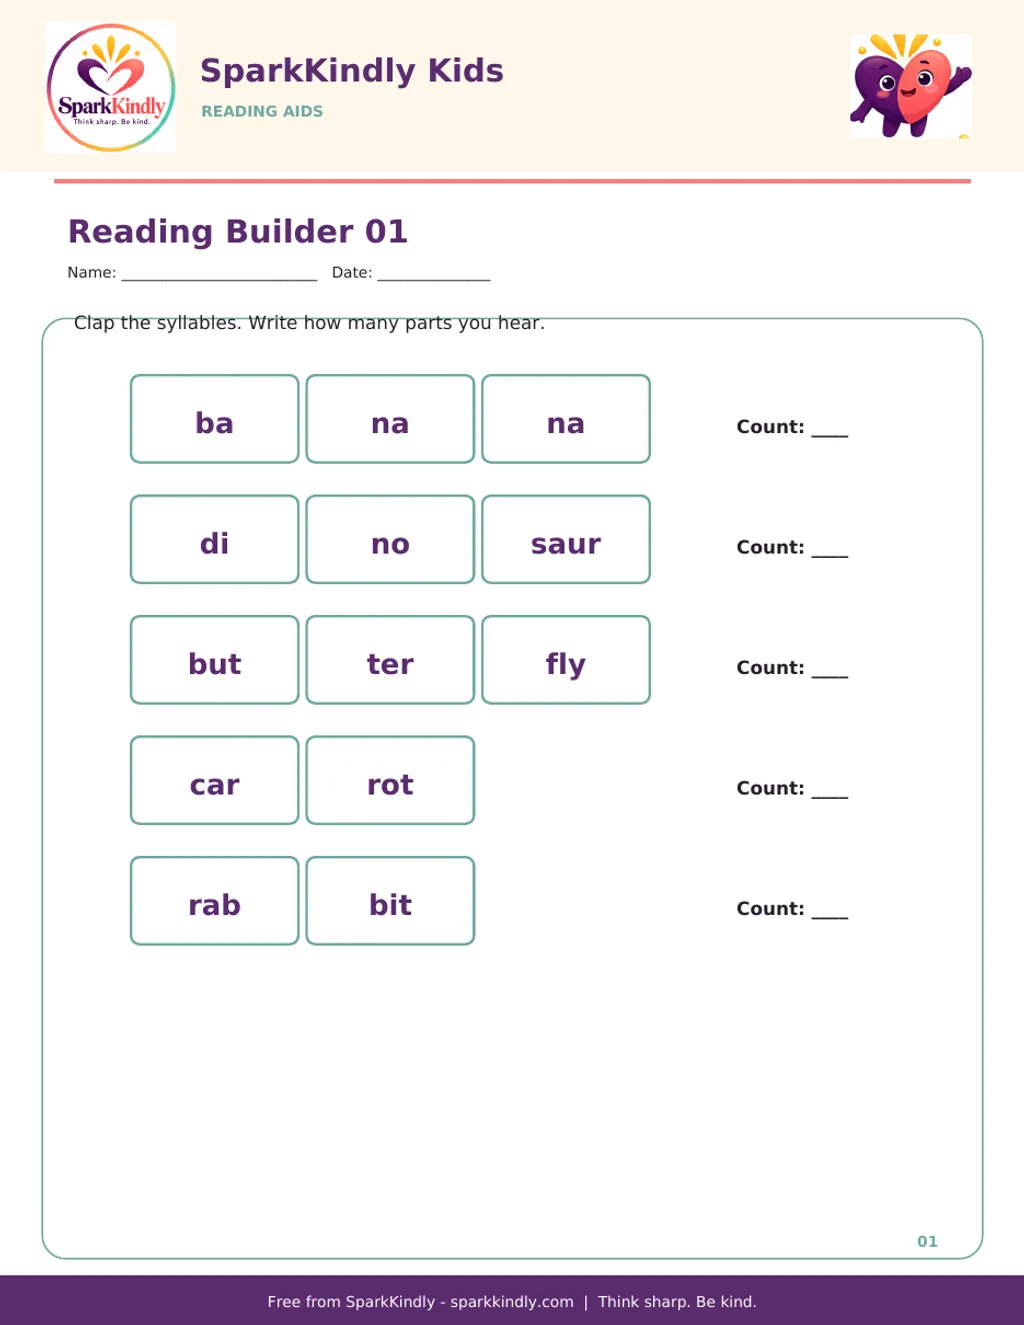 SparkKindly
Think sharp. Be kind.
SparkKindly Kids
READING AIDS
Reading Builder 01
Name: __________________________ Date: _______________
Clap the syllables. Write how many parts you hear.
ba na na Count: ____
di no saur Count: ____
but ter fly Count: ____
car rot Count: ____
rab bit Count: ____
01
Free from SparkKindly - sparkkindly.com | Think sharp. Be kind.